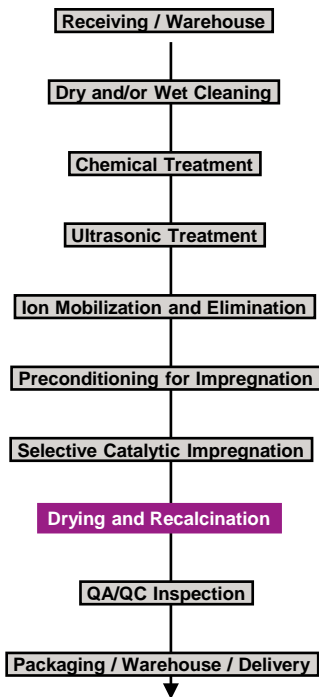 Receiving / Warehouse
Dry and/or Wet Cleaning
Chemical Treatment
Ultrasonic Treatment
Ion Mobilization and Elimination
Preconditioning for Impregnation
Selective Catalytic Impregnation
Drying and Recalcination
QA/QC Inspection
Packaging / Warehouse / Delivery